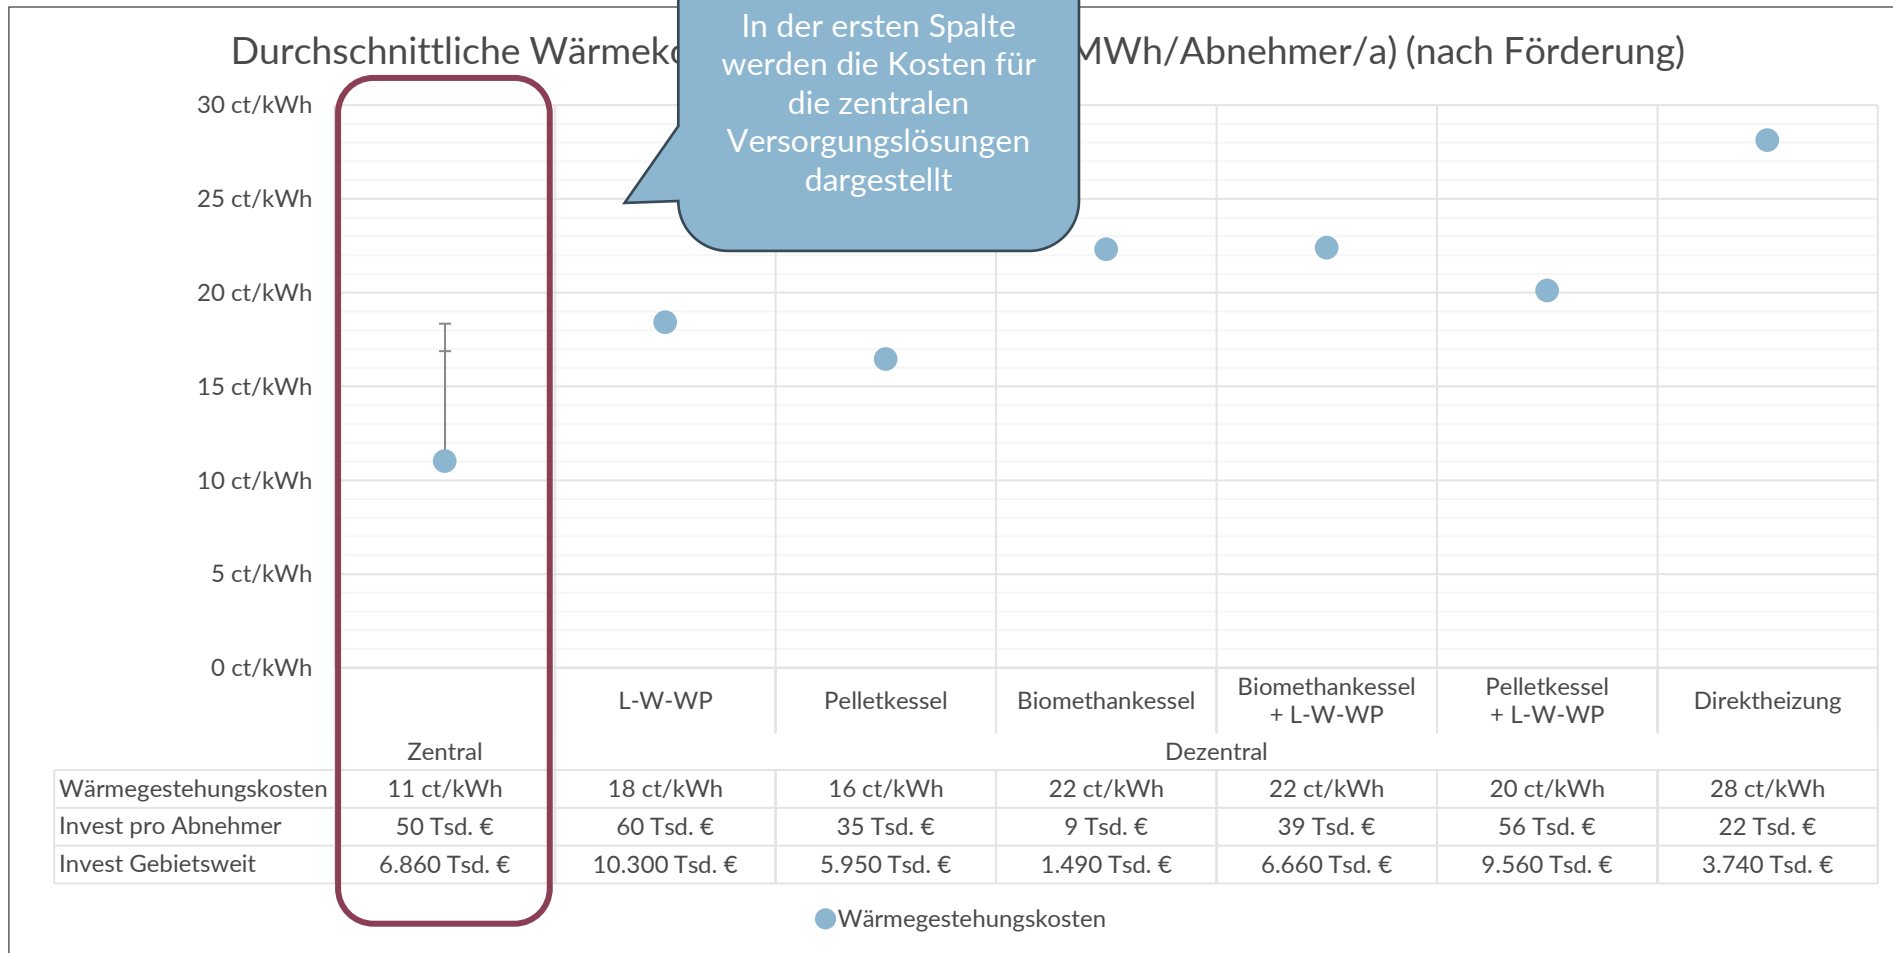 In der ersten Spalte
werden die Kosten für
die zentralen
Versorgungslösungen
dargestellt
Durchschnittliche MWh/Abnehmer/a) (nach Förderung)
30 ct/kWh
25 ct/kWh
20 ct/kWh
15 ct/kWh
10 ct/kWh
5 ct/kWh
0 ct/kWh
L-W-WP Pelletkessel Biomethankessel Biomethankessel Pelletkessel Direktheizung
+ L-W-WP + L-W-WP
Zentral Dezentral
Wärmegestehungskosten 11 ct/kWh 18 ct/kWh 16 ct/kWh 22 ct/kWh 22 ct/kWh 20 ct/kWh 28 ct/kWh
Invest pro Abnehmer 50 Tsd. € 60 Tsd. € 35 Tsd. € 9 Tsd. € 39 Tsd. € 56 Tsd. € 22 Tsd. €
Invest Gebietsweit 6.860 Tsd. € 10.300 Tsd. € 5.950 Tsd. € 1.490 Tsd. € 6.660 Tsd. € 9.560 Tsd. € 3.740 Tsd. €
Wärmegestehungskosten